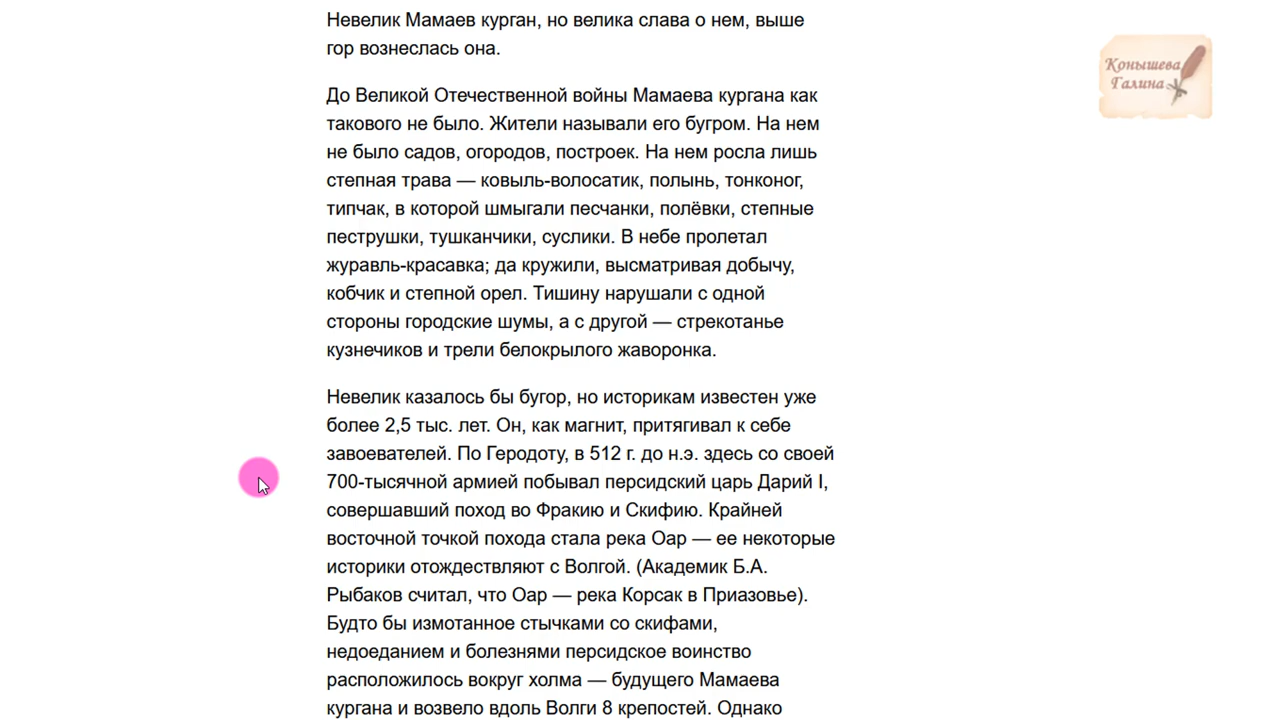 Невелик Мамаев курган, но велика слава о нем, выше
гор вознеслась она.
До Великой Отечественной войны Мамаева кургана как
такового не было. Жители называли его бугром. На нем
не было садов, огородов, построек. На нем росла лишь
степная трава — ковыль-волосатик, полынь, тонконог,
типчак, в которой шмыгали песчанки, полёвки, степные
пеструшки, тушканчики, суслики. В небе пролетал
журавль-красавка; да кружили, высматривая добычу,
кобчик и степной орел. Тишину нарушали с одной
стороны городские шумы, а с другой — стрекотанье
кузнечиков и трели белокрылого жаворонка.
Невелик казалось бы бугор, но историкам известен уже
более 2,5 тыс. лет. Он, как магнит, притягивал к себе
завоевателей. По Геродоту, в 512 г. до н.э. здесь со своей
700-тысячной армией побывал персидский царь Дарий I,
совершавший поход во Фракию и Скифию. Крайней
восточной точкой похода стала река Оар — ее некоторые
историки отождествляют с Волгой. (Академик Б.А.
Рыбаков считал, что Оар — река Корсак в Приазовье).
Будто бы измотанное стычками со скифами,
недоеданием и болезнями персидское воинство
расположилось вокруг холма — будущего Мамаева
кургана и возвело вдоль Волги 8 крепостей. Однако
Конышева
Галина